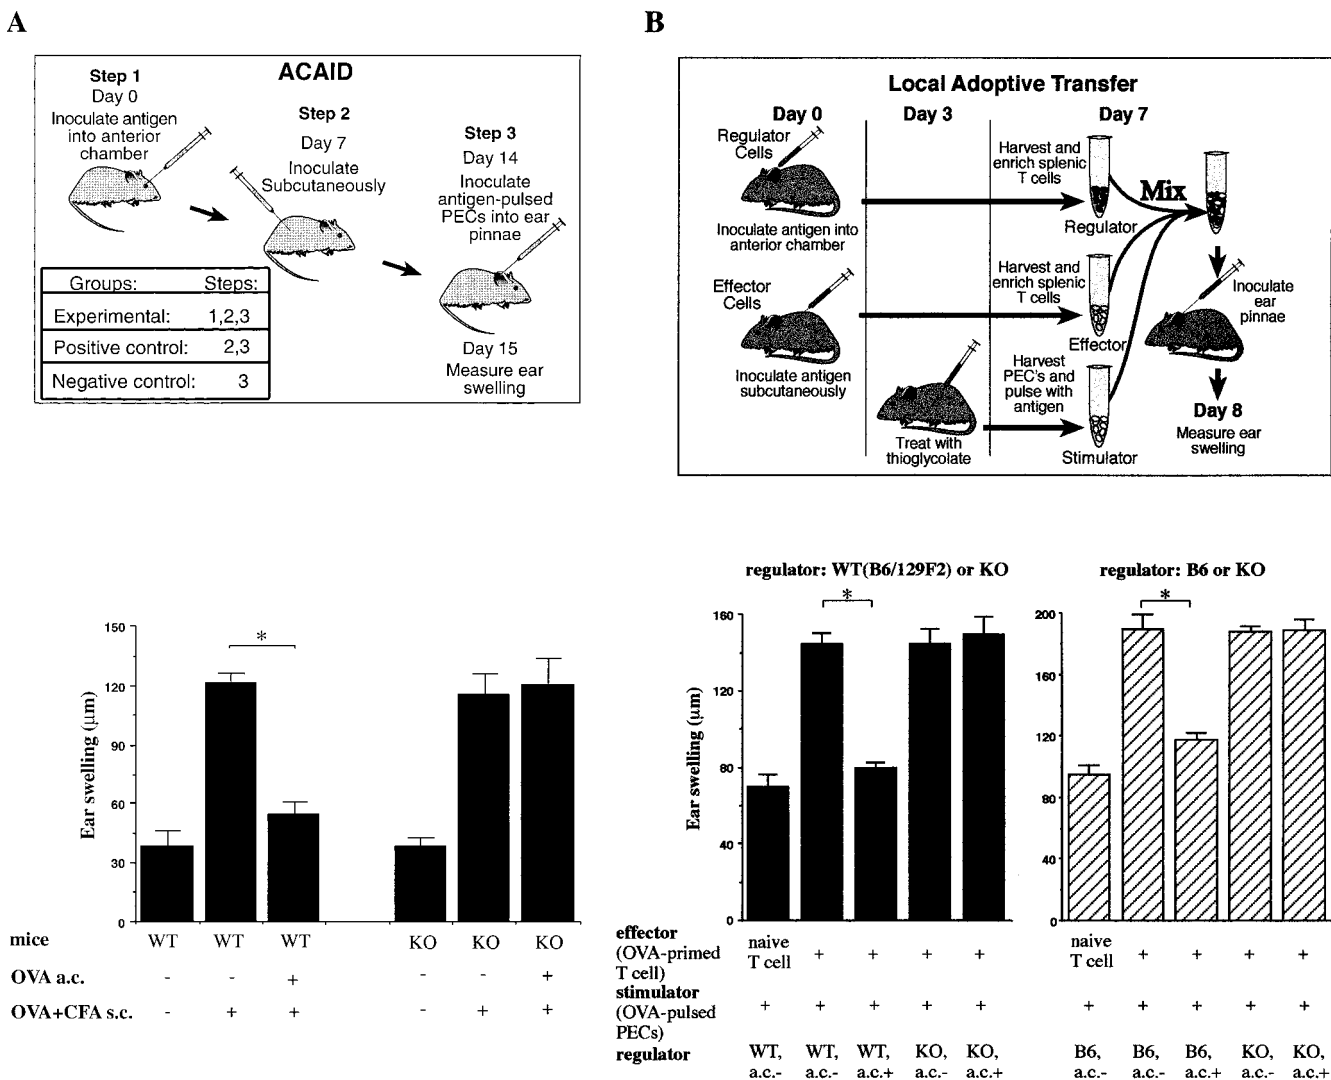 A
ACAID
Step 1
Day 0
Inoculate antigen
into anterior
chamber
Step 2
Day 7
Inoculate
Subcutaneously
Step 3
Day 14
Inoculate
antigen-pulsed
PECs into ear
pinnae
Day 15
Measure ear
swelling
Groups: Steps:
Experimental: 1,2,3
Positive control: 2,3
Negative control: 3
B
Local Adoptive Transfer
Day 0 Day 3 Day 7
Regulator
Cells
Inoculate antigen into
anterior chamber
Harvest and
enrich splenic
T cells
Regulator
Mix
Effector
Cells
Inoculate antigen
subcutaneously
Harvest and
enrich splenic
T cells
Effector
Treat with
thioglycolate
Harvest
PEC's and
pulse with
antigen
Stimulator
Inoculate
ear
pinnae
Day 8
Measure ear
swelling
Ear swelling (µm)
150
120
90
60
30
0
*
mice WT WT WT KO KO KO
OVA a.c. - - + - - +
OVA+CFA s.c. - + + - + +
regulator: WT(B6/129F2) or KO
Ear swelling (µm)
160
120
80
40
0
*
regulator: B6 or KO
200
160
120
80
40
0
*
effector
(OVA-primed
T cell)
naive
T cell
+ + + +
naive
T cell
+ + + +
stimulator
(OVA-pulsed
PECs)
+ + + + +
+ + + + +
regulator
WT, WT, WT, KO, KO,
a.c.- a.c.- a.c.+ a.c.- a.c.+
B6, B6, B6, KO, KO,
a.c.- a.c.- a.c.+ a.c.- a.c.+